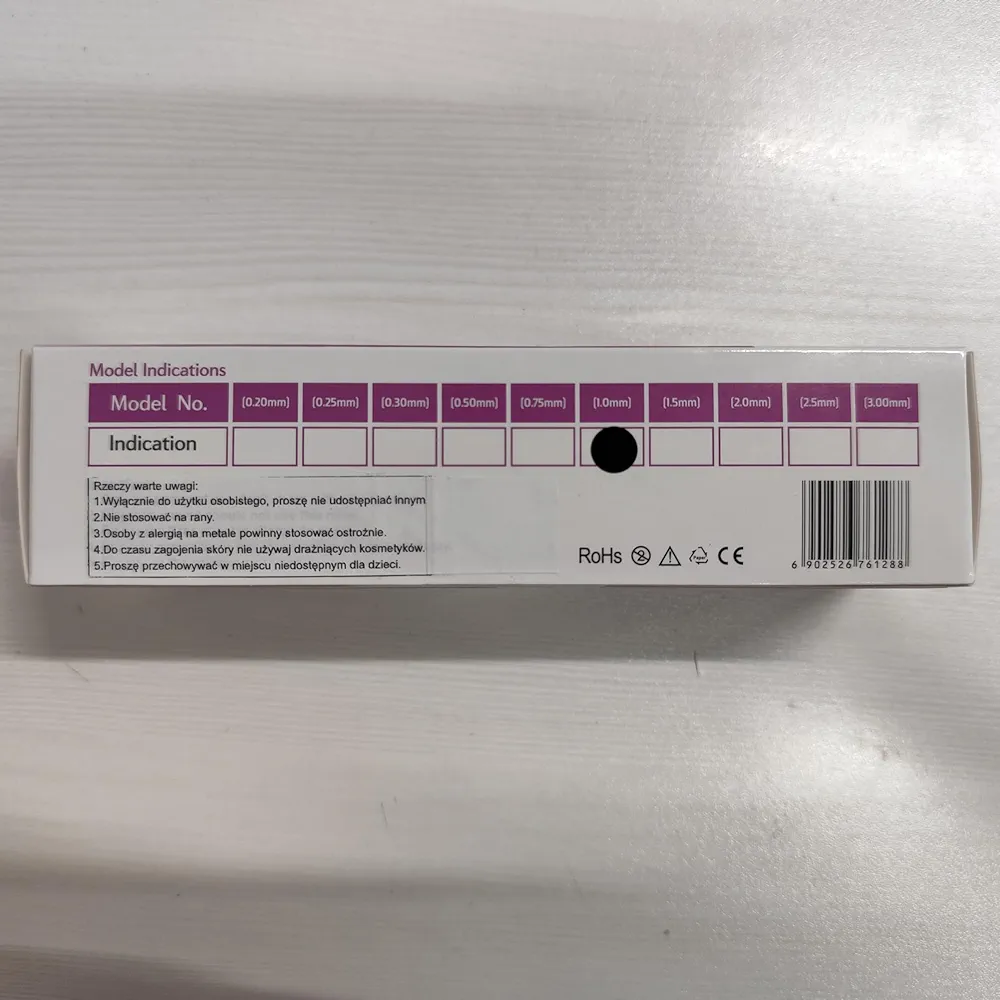 Model Indications
Model No. (0.20mm) (0.25mm) (0.30mm) (0.50mm) (0.75mm) (1.0mm) (1.5mm) (2.0mm) (2.5mm) (3.00mm)
Indication
Rzeczy warte uwagi:
1.Wyłącznie do użytku osobistego, proszę nie udostępniać innym
2.Nie stosować na rany.
3.Osoby z alergią na metale powinny stosować ostrożnie.
4.Do czasu zagojenia skóry nie używaj drażniących kosmetyków.
5.Proszę przechowywać w miejscu niedostępnym dla dzieci.
RoHs CE
6 902526 761288